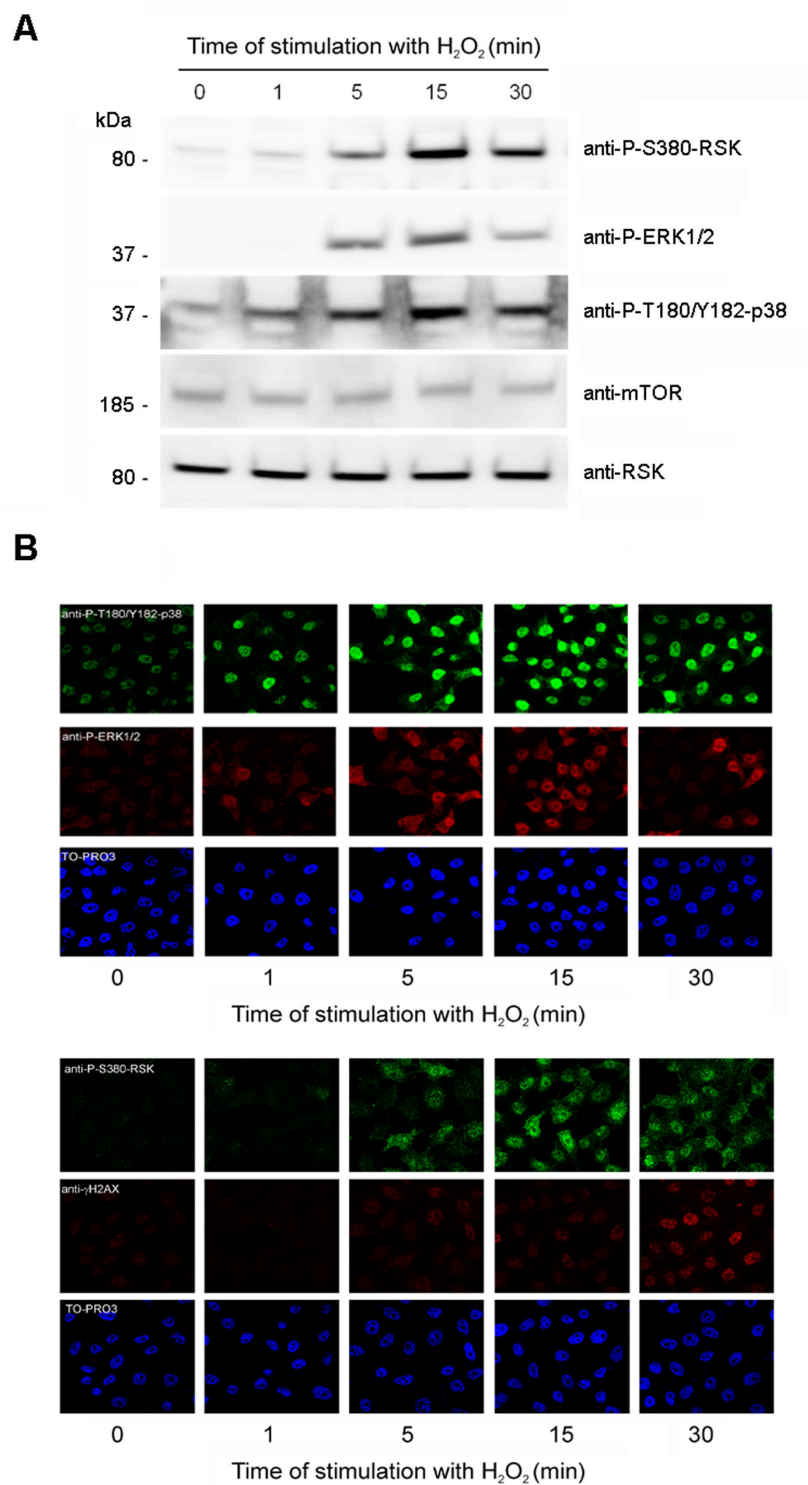 A
Time of stimulation with H₂O₂ (min)
0 1 5 15 30
kDa
80 - anti-P-S380-RSK
37 - anti-P-ERK1/2
37 - anti-P-T180/Y182-p38
185 - anti-mTOR
80 - anti-RSK
B
anti-P-T180/Y182-p38
anti-P-ERK1/2
TO-PRO3
0 1 5 15 30
Time of stimulation with H₂O₂ (min)
anti-P-S380-RSK
anti-γH2AX
TO-PRO3
0 1 5 15 30
Time of stimulation with H₂O₂ (min)